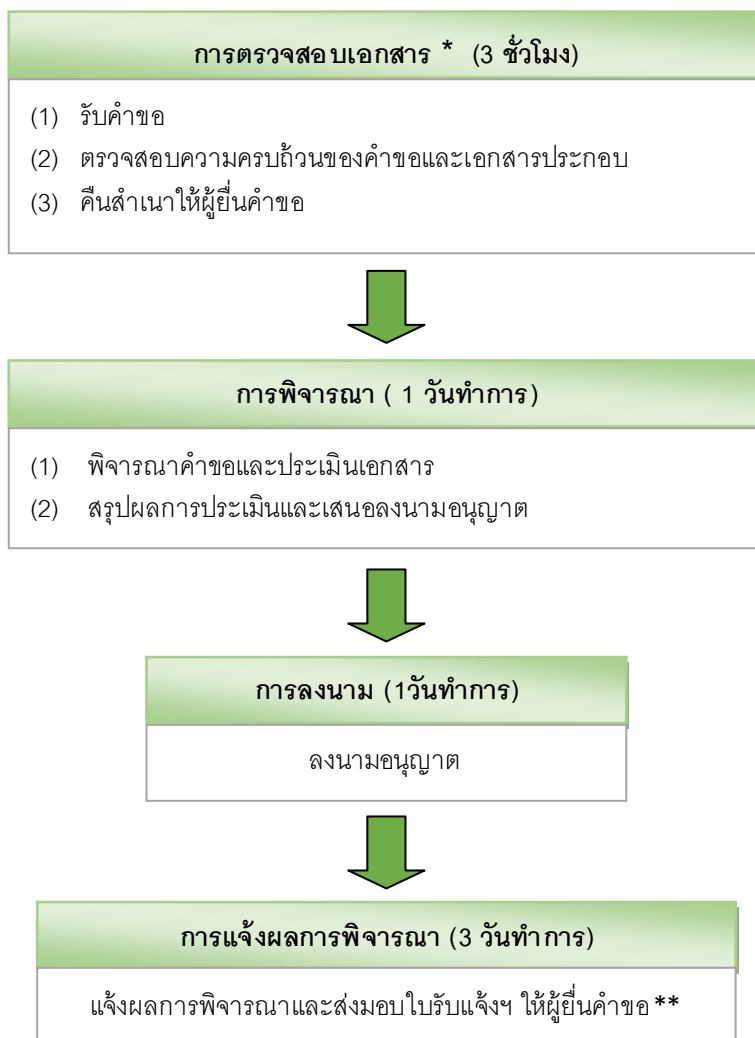 การตรวจสอบเอกสาร * (3 ชั่วโมง)
(1) รับคำขอ
(2) ตรวจสอบความครบถ้วนของคำขอและเอกสารประกอบ
(3) คืนสำเนาให้ผู้ยื่นคำขอ
การพิจารณา ( 1 วันทำการ)
(1) พิจารณาคำขอและประเมินเอกสาร
(2) สรุปผลการประเมินและเสนอลงนามอนุญาต
การลงนาม (1วันทำการ)
ลงนามอนุญาต
การแจ้งผลการพิจารณา (3 วันทำการ)
แจ้งผลการพิจารณาและส่งมอบใบรับแจ้งฯ ให้ผู้ยื่นคำขอ **